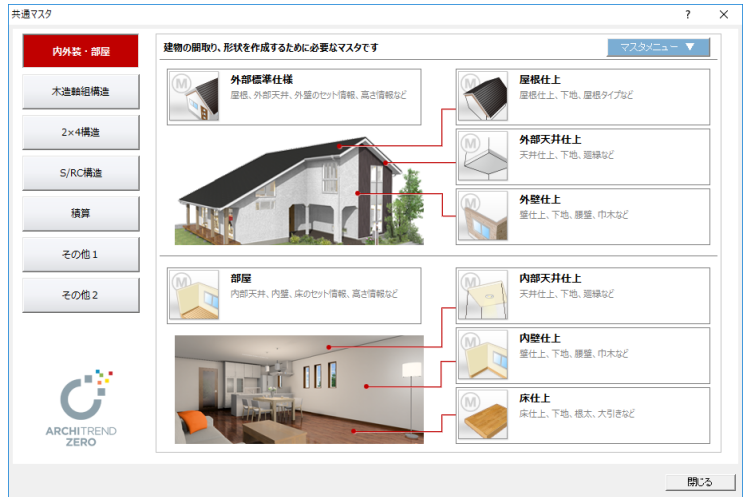 共通マスタ
? ×
内外装・部屋
木造軸組構造
2×4構造
S/RC構造
積算
その他1
その他2
ARCHITREND
ZERO
建物の間取り、形状を作成するために必要なマスタです
マスタメニュー ▼
M
外部標準仕様
屋根、外部天井、外壁のセット情報、高さ情報など
M
屋根仕上
屋根仕上、下地、屋根タイプなど
M
外部天井仕上
天井仕上、下地、廻縁など
M
外壁仕上
壁仕上、下地、腰壁、巾木など
M
部屋
内部天井、内壁、床のセット情報、高さ情報など
M
内部天井仕上
天井仕上、下地、廻縁など
M
内壁仕上
壁仕上、下地、腰壁、巾木など
M
床仕上
床仕上、下地、根太、大引きなど
閉じる